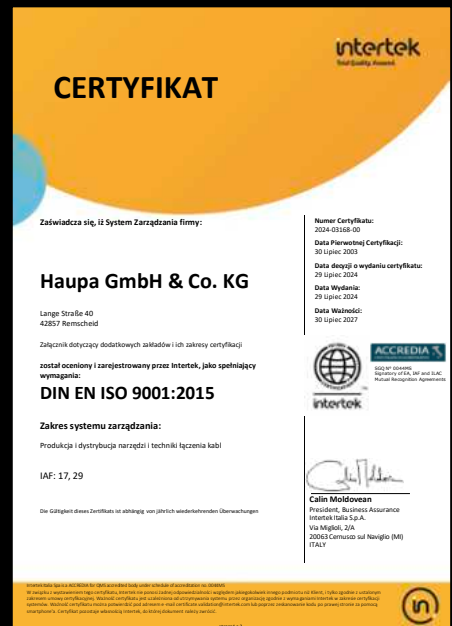 intertek
Total Quality. Assured.
CERTYFIKAT
Zaświadcza się, iż System Zarządzania firmy:
Haupa GmbH & Co. KG
Lange Straße 40
42857 Remscheid
Załącznik dotyczący dodatkowych zakładów i ich zakresy certyfikacji
został oceniony i zarejestrowany przez Intertek, jako spełniający
wymagania:
DIN EN ISO 9001:2015
Zakres systemu zarządzania:
Produkcja i dystrybucja narzędzi i techniki łączenia kabl
IAF: 17, 29
Die Gültigkeit dieses Zertifikats ist abhängig von jährlich wiederkehrenden Überwachungen
Numer Certyfikatu:
2024-03168-00
Data Pierwotnej Certyfikacji:
30 Lipiec 2003
Data decyzji o wydaniu certyfikatu:
29 Lipiec 2024
Data Wydania:
29 Lipiec 2024
Data Ważności:
30 Lipiec 2027
intertek
ACCREDIA
SGQ N° 0044MS
Signatory of EA, IAF and ILAC
Mutual Recognition Agreements
Calin Moldovean
President, Business Assurance
Intertek Italia S.p.A.
Via Miglioli, 2/A
20063 Cernusco sul Naviglio (MI)
ITALY